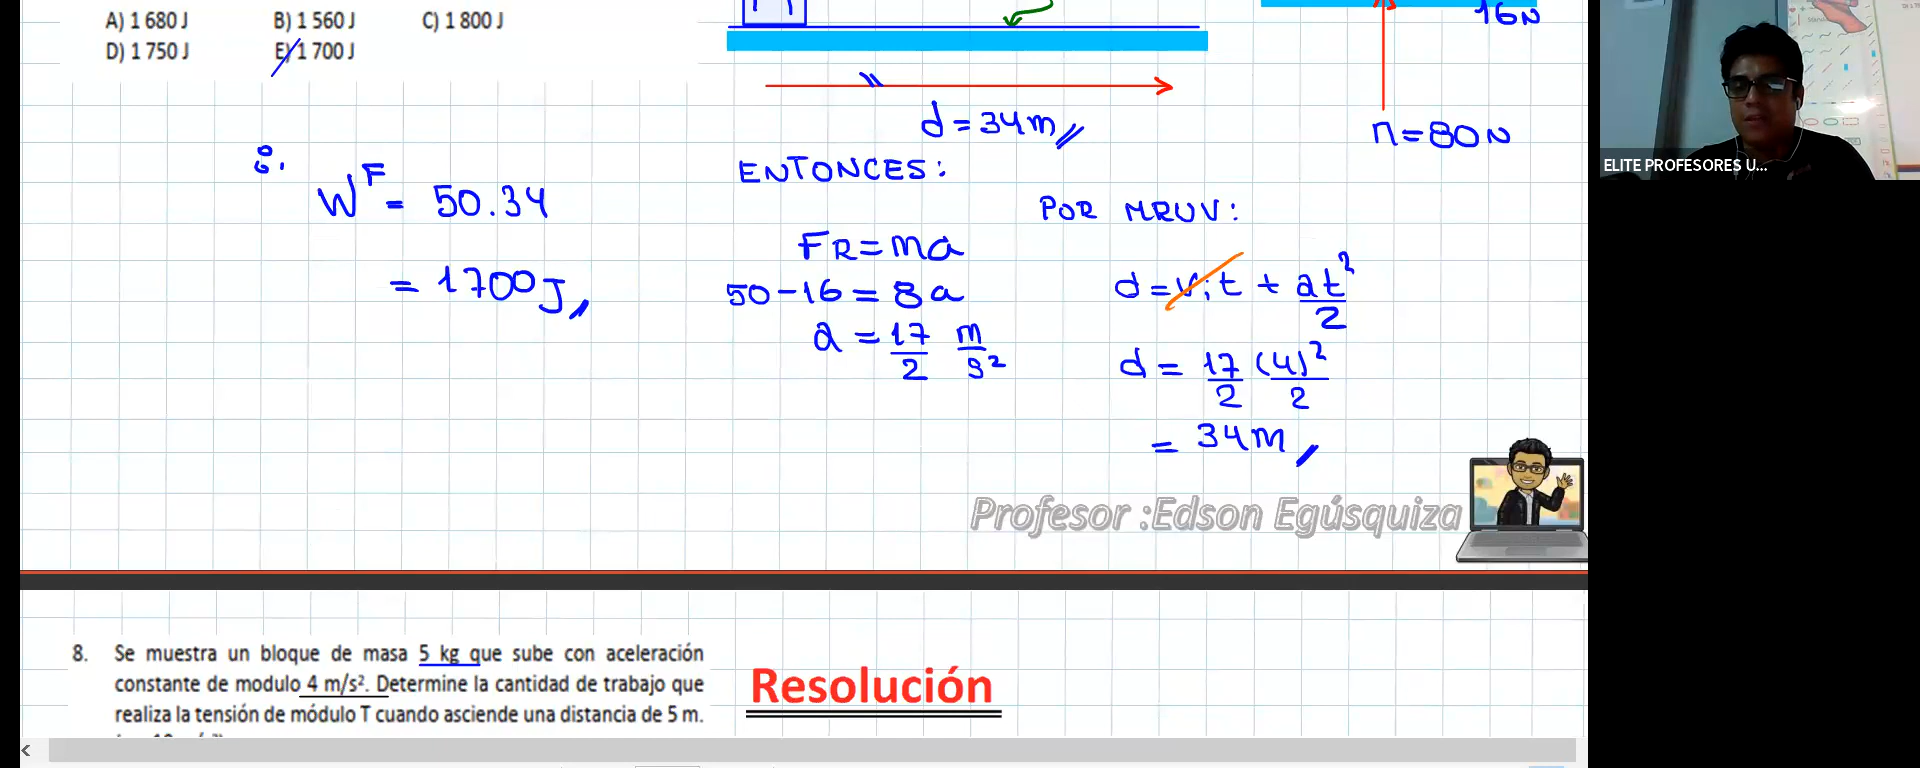 A) 1 680 J B) 1 560 J C) 1 800 J
D) 1 750 J E) 1 700 J
W^F = 50.34
= 1700 J
16N
d = 34m
n = 80N
ENTONCES:
FR = ma
50 - 16 = 8a
a = 17/2 m/s²
POR MRUV:
d = Vi t + at²/2
d = 17/2 (4)²/2
= 34m
ELITE PROFESORES U...
Profesor :Edson Egúsquiza
8. Se muestra un bloque de masa 5 kg que sube con aceleración
constante de modulo 4 m/s². Determine la cantidad de trabajo que
realiza la tensión de módulo T cuando asciende una distancia de 5 m.
Resolución